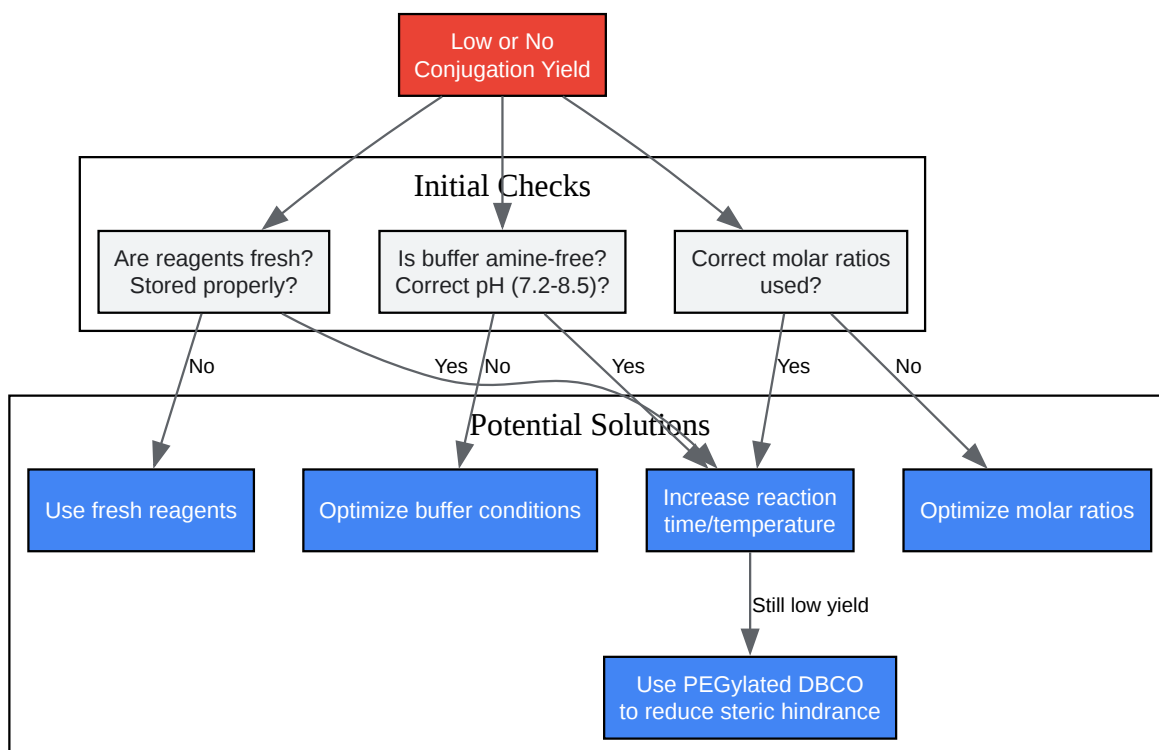 Low or No
Conjugation Yield
Initial Checks
Are reagents fresh?
Stored properly?
Is buffer amine-free?
Correct pH (7.2-8.5)?
Correct molar ratios
used?
No
Yes
No
Yes
Yes
No
Potential Solutions
Use fresh reagents
Optimize buffer conditions
Increase reaction
time/temperature
Optimize molar ratios
Still low yield
Use PEGylated DBCO
to reduce steric hindrance